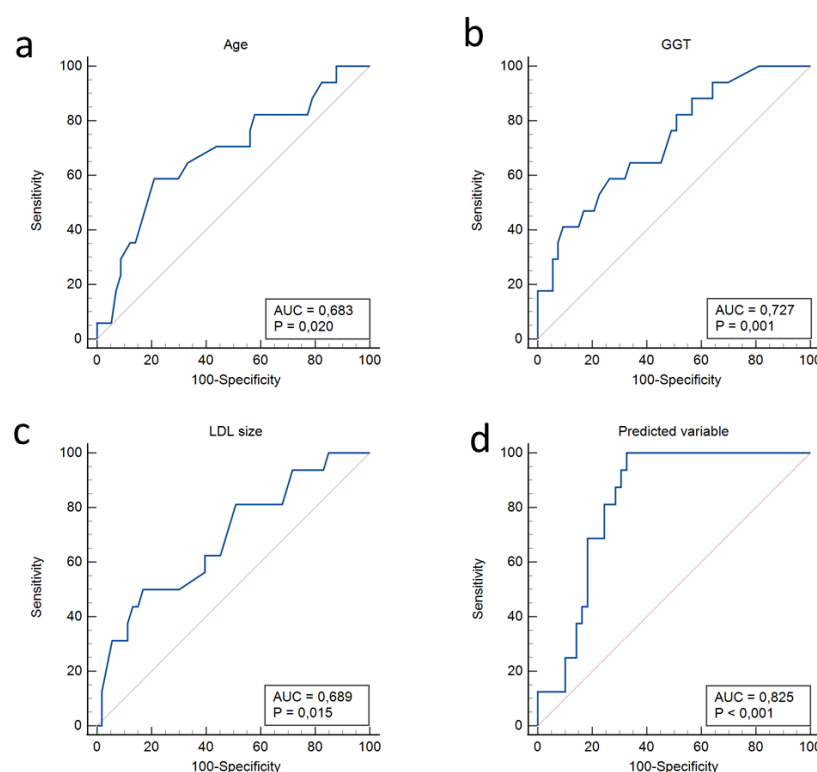 a
Age
100
80
60
40
20
0
Sensitivity
AUC = 0,683
P = 0,020
0 20 40 60 80 100
100-Specificity
b
GGT
100
80
60
40
20
0
Sensitivity
AUC = 0,727
P = 0,001
0 20 40 60 80 100
100-Specificity
c
LDL size
100
80
60
40
20
0
Sensitivity
AUC = 0,689
P = 0,015
0 20 40 60 80 100
100-Specificity
d
Predicted variable
100
80
60
40
20
0
Sensitivity
AUC = 0,825
P < 0,001
0 20 40 60 80 100
100-Specificity